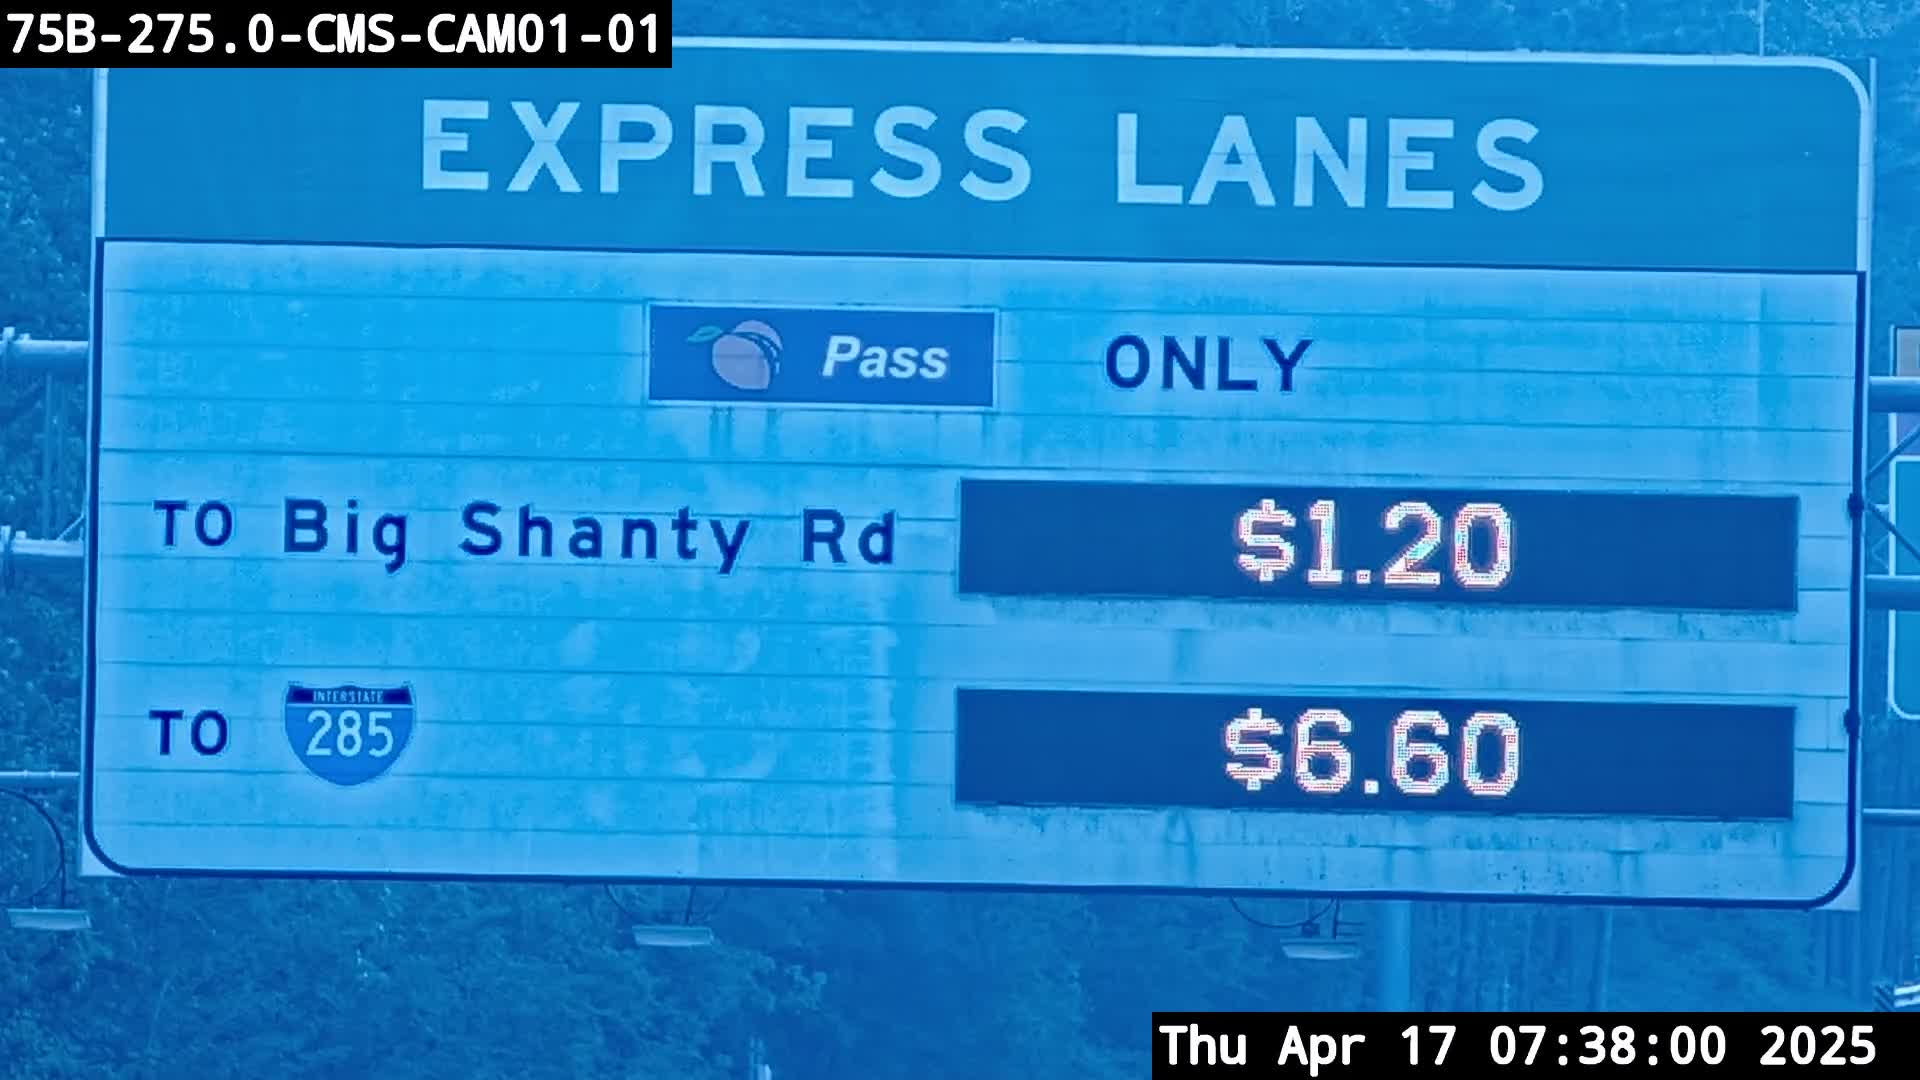 75B-275.0-CMS-CAM01-01
EXPRESS LANES
Pass ONLY
TO Big Shanty Rd $1.20
TO INTERSTATE 285 $6.60
Thu Apr 17 07:38:00 2025